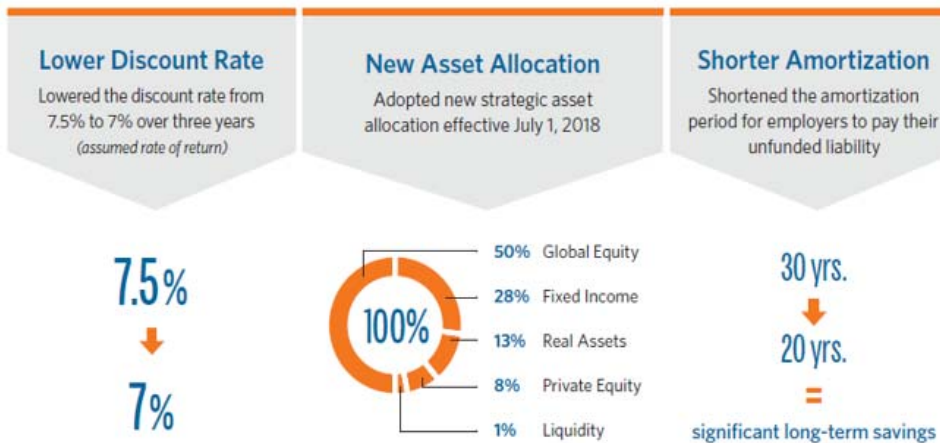 Lower Discount Rate
Lowered the discount rate from
7.5% to 7% over three years
(assumed rate of return)
7.5%
7%
New Asset Allocation
Adopted new strategic asset
allocation effective July 1, 2018
100%
50% Global Equity
28% Fixed Income
13% Real Assets
8% Private Equity
1% Liquidity
Shorter Amortization
Shortened the amortization
period for employers to pay their
unfunded liability
30 yrs.
20 yrs.
=
significant long-term savings